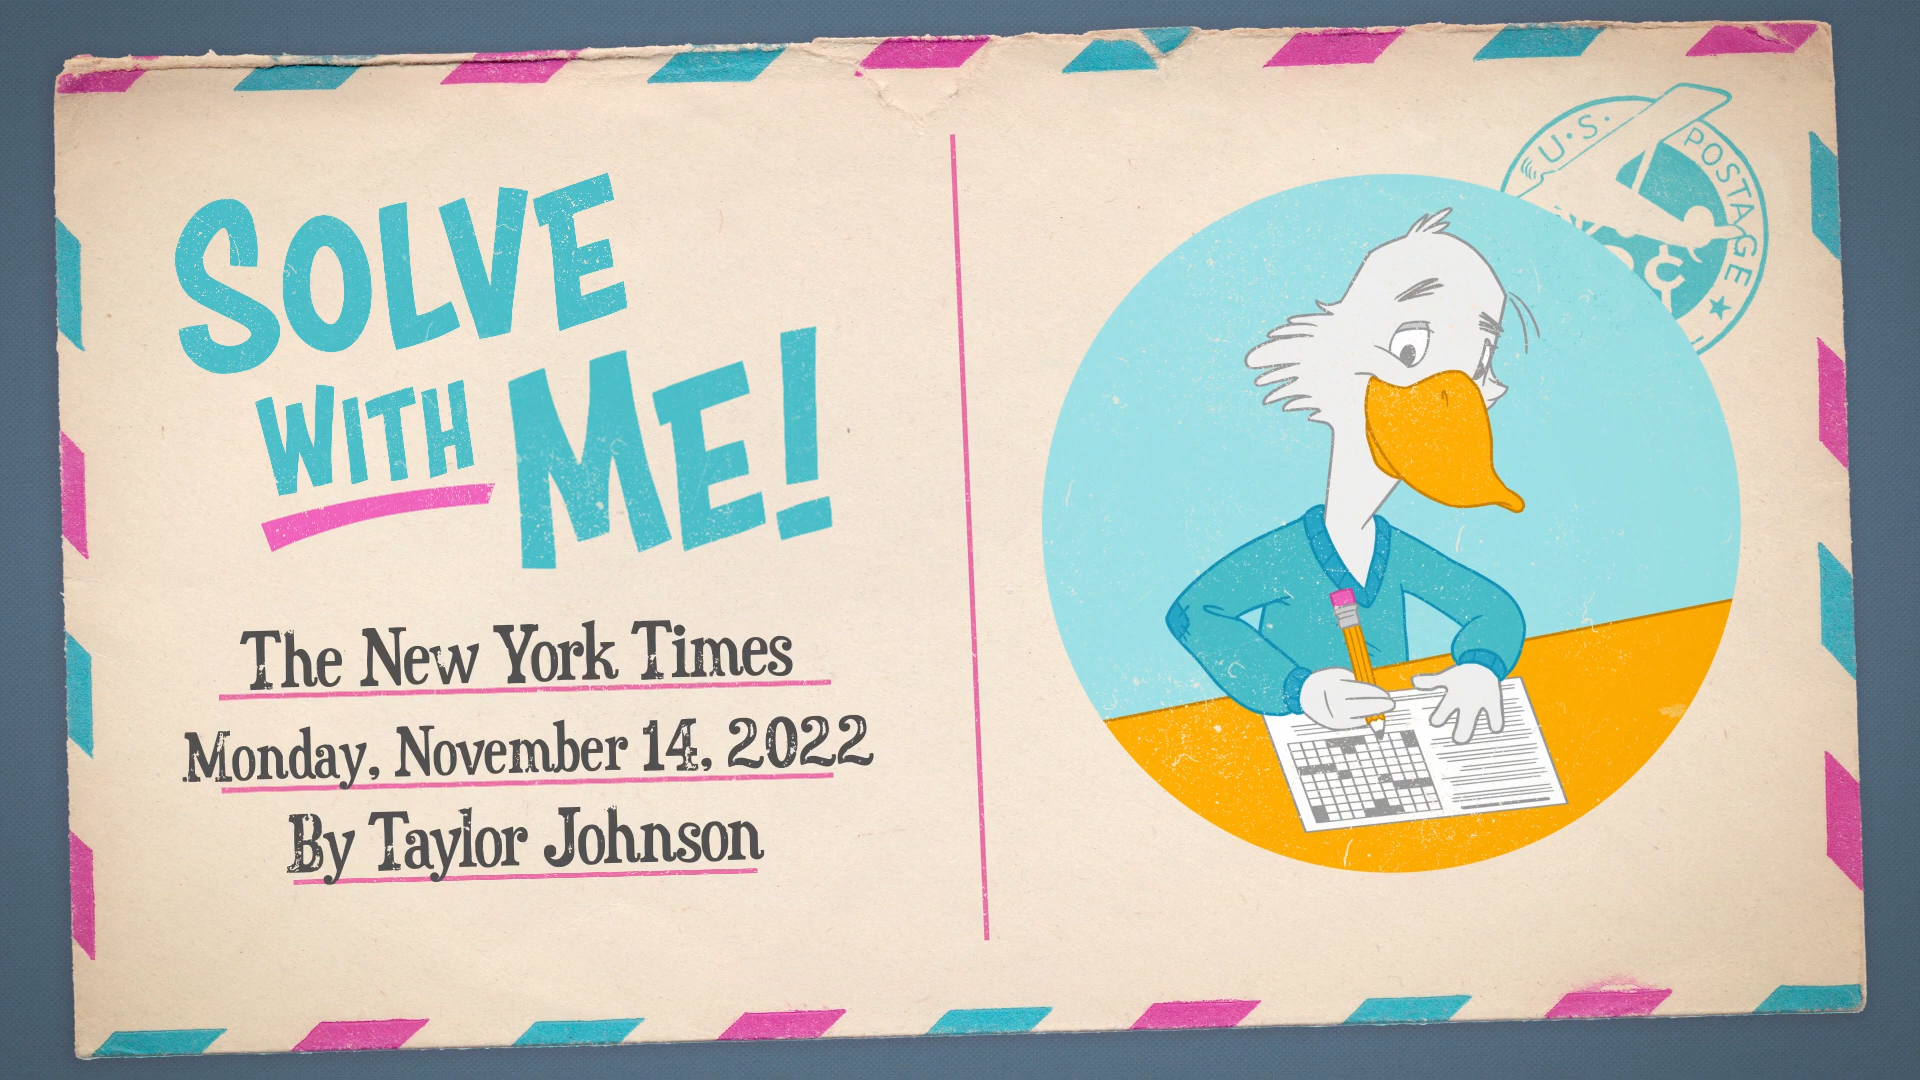 SOLVE
WITH ME!
The New York Times
Monday, November 14, 2022
By Taylor Johnson
U.S. POSTAGE